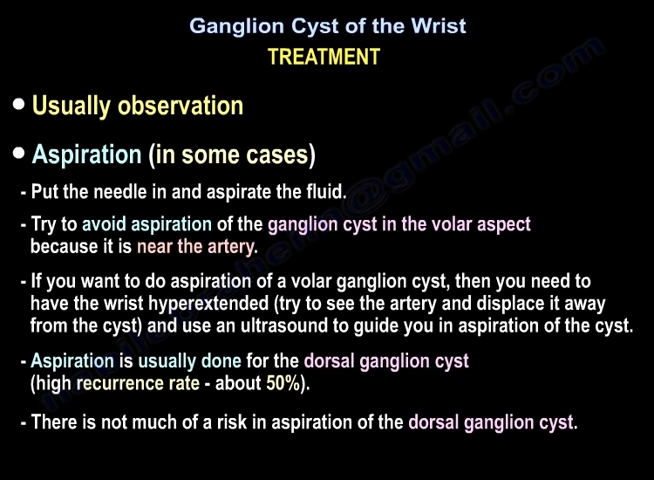 Ganglion Cyst of the Wrist
TREATMENT
• Usually observation
• Aspiration (in some cases)
- Put the needle in and aspirate the fluid.
- Try to avoid aspiration of the ganglion cyst in the volar aspect
because it is near the artery.
- If you want to do aspiration of a volar ganglion cyst, then you need to
have the wrist hyperextended (try to see the artery and displace it away
from the cyst) and use an ultrasound to guide you in aspiration of the cyst.
- Aspiration is usually done for the dorsal ganglion cyst
(high recurrence rate - about 50%).
- There is not much of a risk in aspiration of the dorsal ganglion cyst.